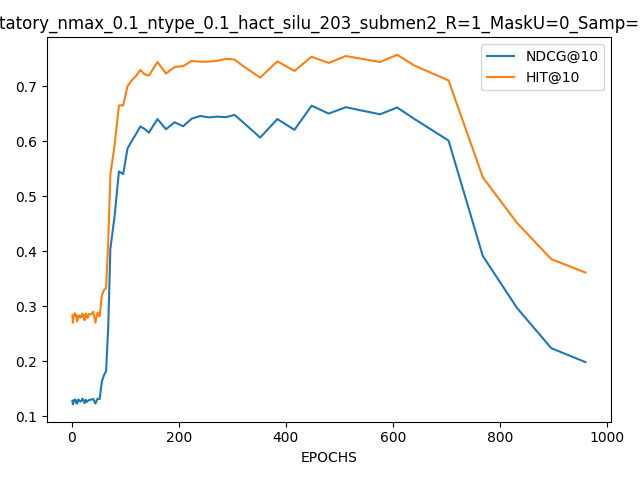 tatory_nmax_0.1_ntype_0.1_hact_silu_203_submen2_R=1_MaskU=0_Samp=
NDCG@10
HIT@10
0.7
0.6
0.5
0.4
0.3
0.2
0.1
0 200 400 600 800 1000
EPOCHS